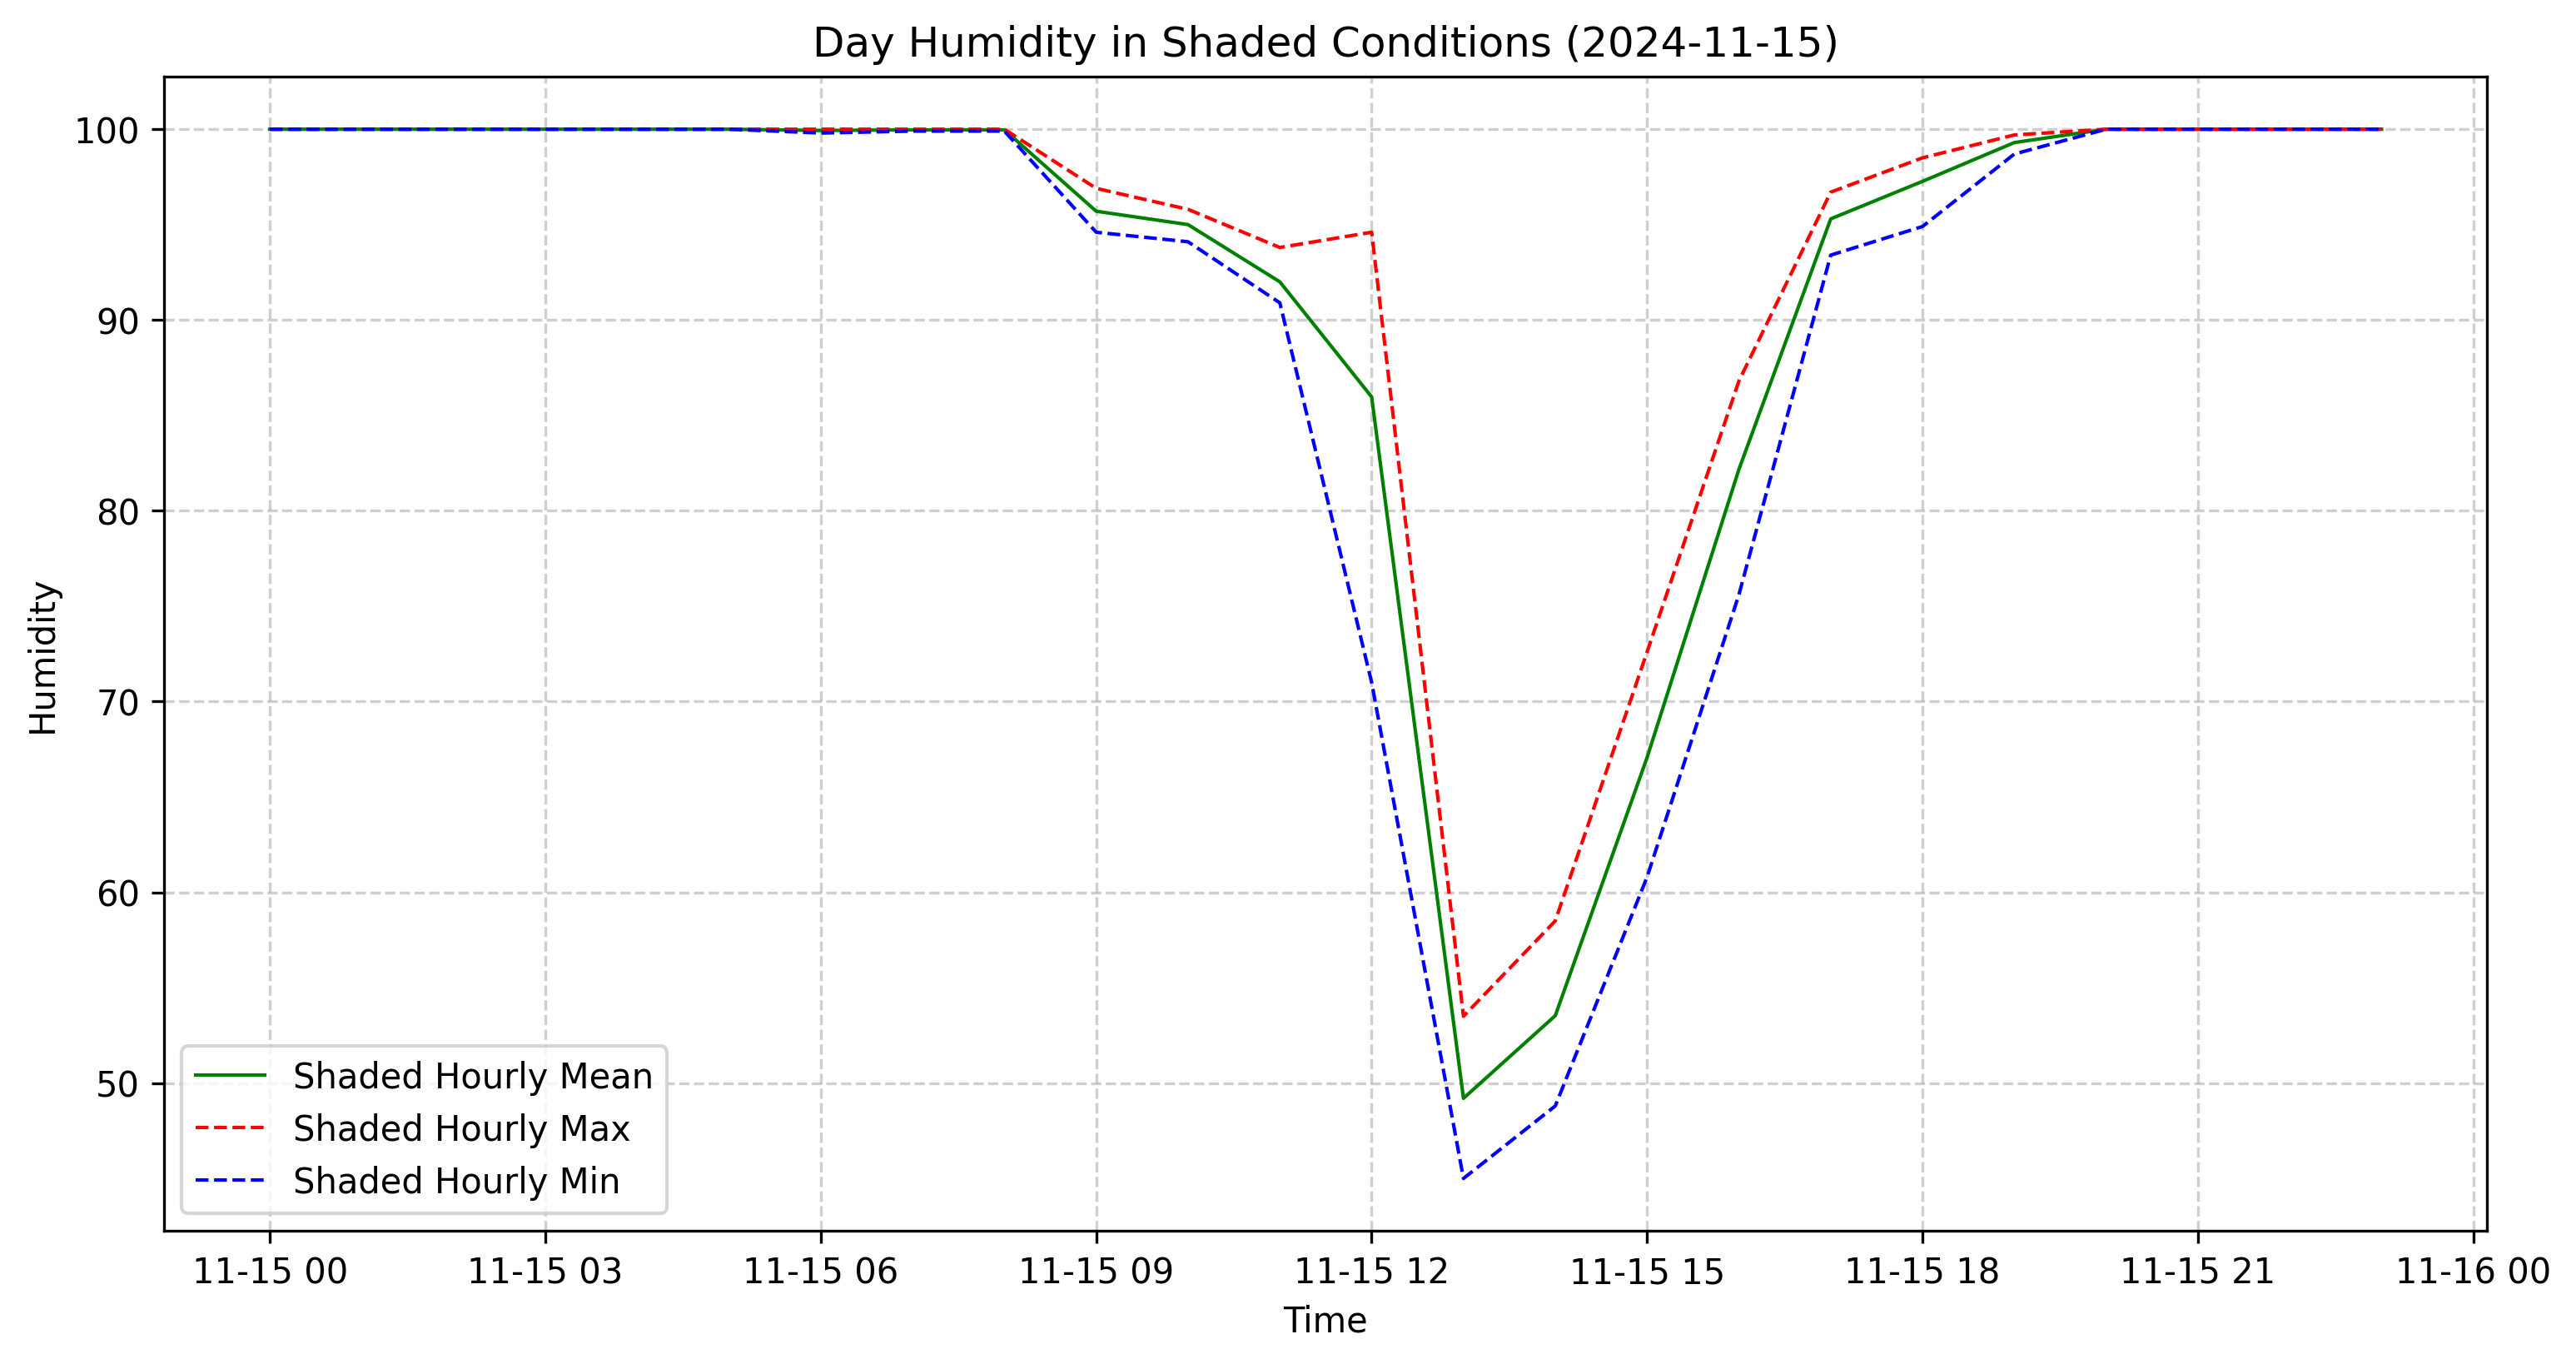 Day Humidity in Shaded Conditions (2024-11-15)
Humidity
100
90
80
70
60
50
Shaded Hourly Mean
Shaded Hourly Max
Shaded Hourly Min
11-15 00
11-15 03
11-15 06
11-15 09
11-15 12
11-15 15
11-15 18
11-15 21
11-16 00
Time